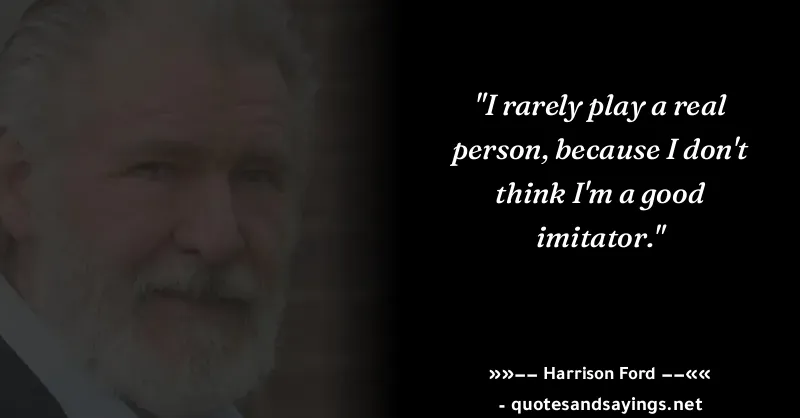 "I rarely play a real
person, because I don't
think I'm a good
imitator."
»»−− Harrison Ford −−««
- quotesandsayings.net